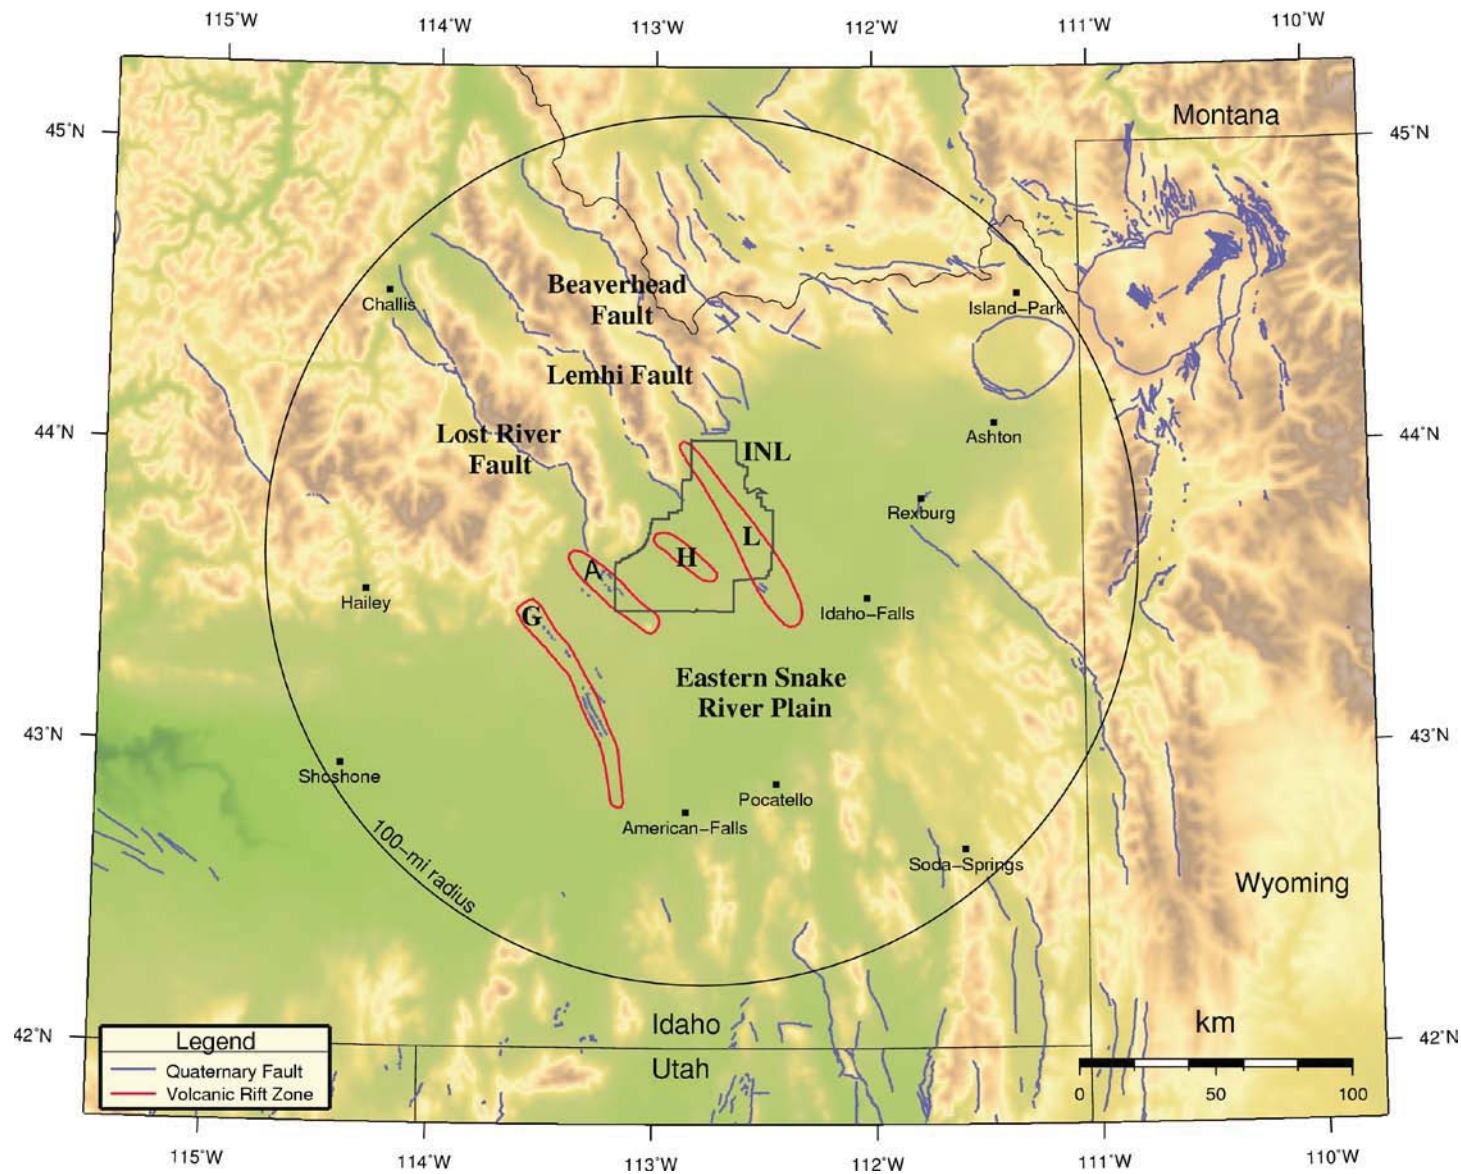 115˚W
114˚W
113˚W
112˚W
111˚W
110˚W
45˚N
Montana
45˚N
Beaverhead
Fault
Challis
Island-Park
Lemhi Fault
44˚N
Lost River
Fault
INL
Ashton
44˚N
Rexburg
L
H
A
Hailey
G
Idaho-Falls
Eastern Snake
River Plain
43˚N
43˚N
Shoshone
Pocatello
American-Falls
100-mi radius
Soda-Springs
Wyoming
42˚N
Idaho
km
42˚N
Legend
Quaternary Fault
Volcanic Rift Zone
Utah
0
50
100
115˚W
114˚W
113˚W
112˚W
111˚W
110˚W